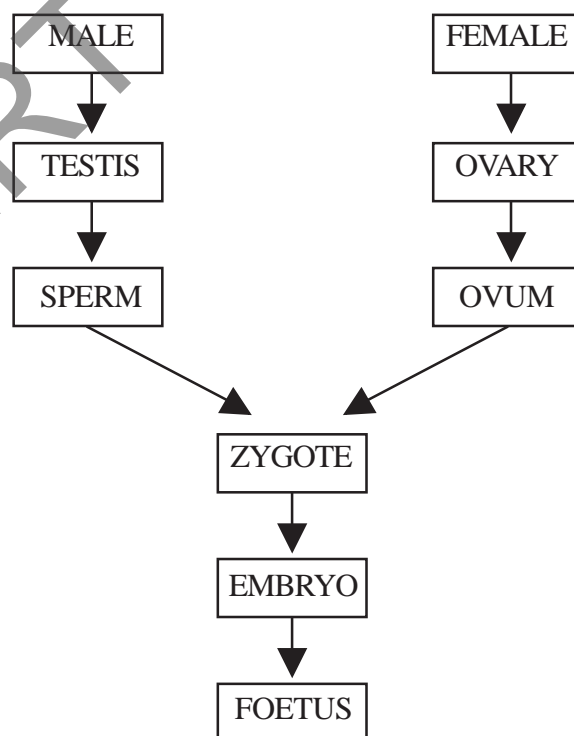 MALE FEMALE
TESTIS OVARY
SPERM OVUM
ZYGOTE
EMBRYO
FOETUS